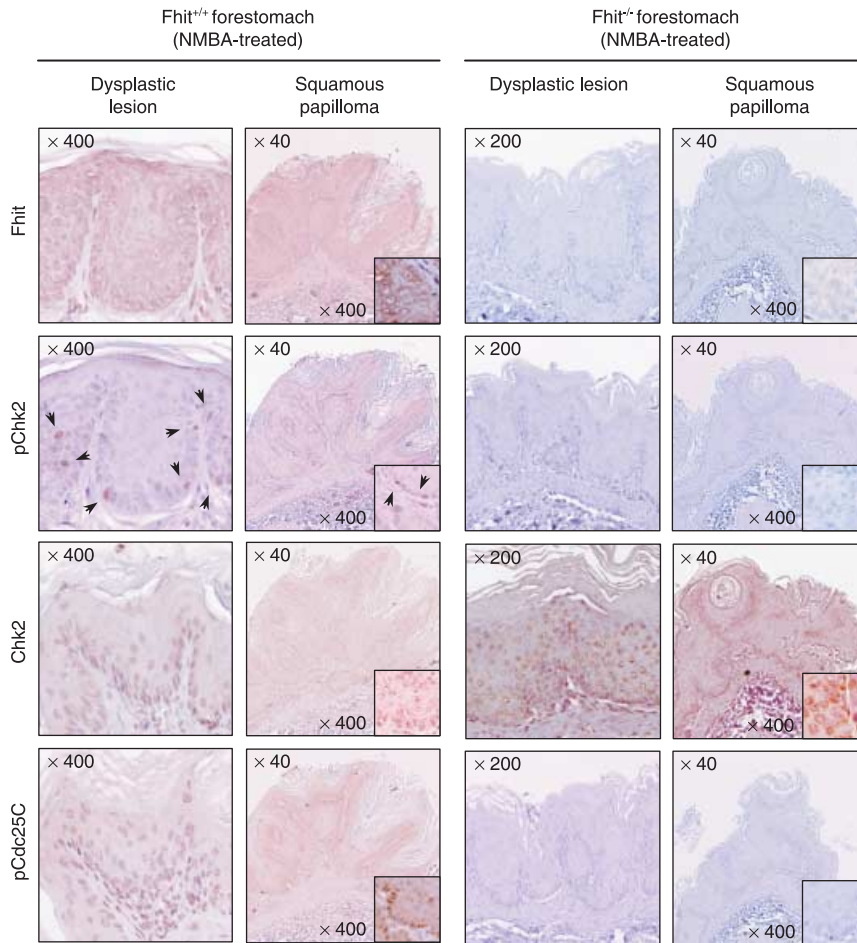 Fhit+/+ forestomach
(NMBA-treated)
Fhit-/- forestomach
(NMBA-treated)
Dysplastic
lesion
Squamous
papilloma
Dysplastic lesion
Squamous
papilloma
Fhit
× 400
× 40
× 400
× 200
× 40
× 400
pChk2
× 400
× 40
× 400
× 200
× 40
× 400
Chk2
× 400
× 40
× 400
× 200
× 40
× 400
pCdc25C
× 400
× 40
× 400
× 200
× 40
× 400